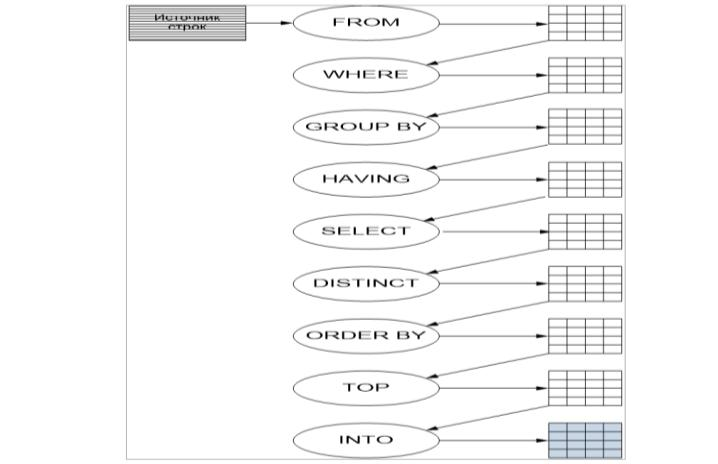 Источник
строк
FROM
WHERE
GROUP BY
HAVING
SELECT
DISTINCT
ORDER BY
TOP
INTO